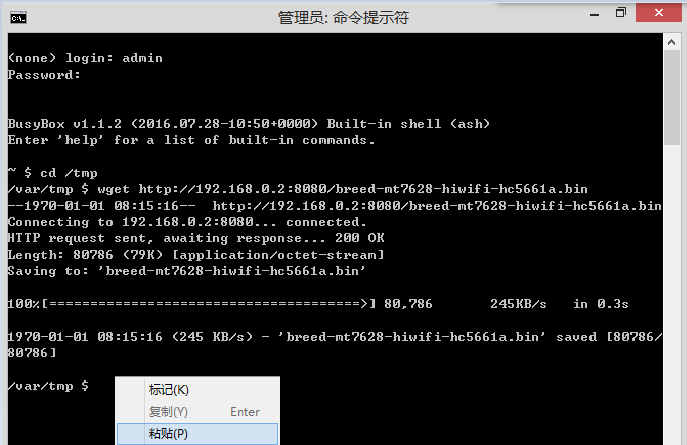 管理员: 命令提示符
(none) login: admin
Password:
BusyBox v1.1.2 (2016.07.28-10:50+0000) Built-in shell (ash)
Enter 'help' for a list of built-in commands.
~ $ cd /tmp
/var/tmp $ wget http://192.168.0.2:8080/breed-mt7628-hiwifi-hc5661a.bin
--1970-01-01 08:15:16-- http://192.168.0.2:8080/breed-mt7628-hiwifi-hc5661a.bin
Connecting to 192.168.0.2:8080... connected.
HTTP request sent, awaiting response... 200 OK
Length: 80786 (79K) [application/octet-stream]
Saving to: 'breed-mt7628-hiwifi-hc5661a.bin'
100%[======================================>] 80,786 245KB/s in 0.3s
1970-01-01 08:15:16 (245 KB/s) - 'breed-mt7628-hiwifi-hc5661a.bin' saved [80786/
80786]
/var/tmp $
标记(K)
复制(Y) Enter
粘贴(P)